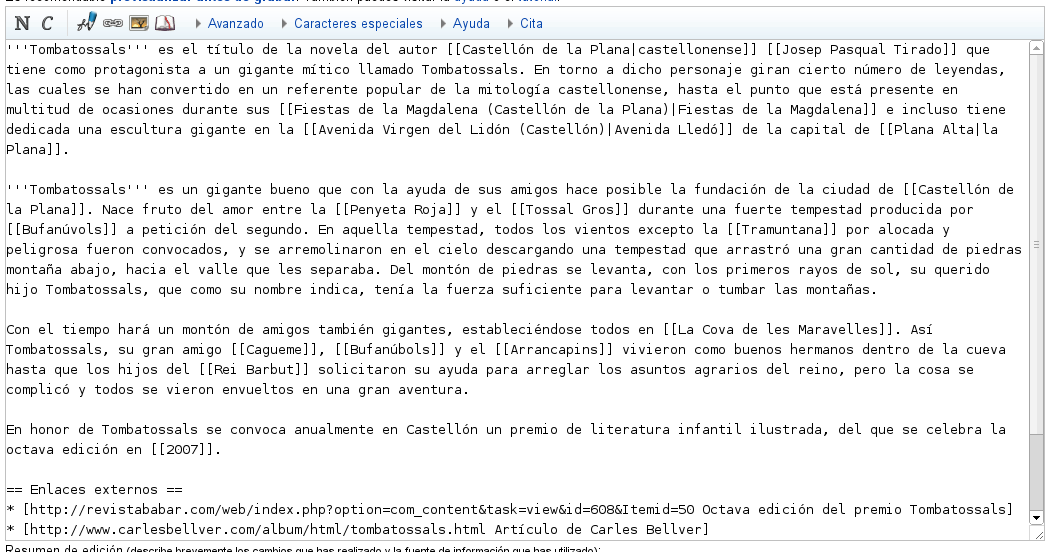 Es recomendable previsualizar antes de grabar. También puedes visitar la ayuda o el tutorial.
N C Avanzado Caracteres especiales Ayuda Cita
'''Tombatossals''' es el título de la novela del autor [[Castellón de la Plana|castellonense]] [[Josep Pasqual Tirado]] que
tiene como protagonista a un gigante mítico llamado Tombatossals. En torno a dicho personaje giran cierto número de leyendas,
las cuales se han convertido en un referente popular de la mitología castellonense, hasta el punto que está presente en
multitud de ocasiones durante sus [[Fiestas de la Magdalena (Castellón de la Plana)|Fiestas de la Magdalena]] e incluso tiene
dedicada una escultura gigante en la [[Avenida Virgen del Lidón (Castellón)|Avenida Lledó]] de la capital de [[Plana Alta|la
Plana]].
'''Tombatossals''' es un gigante bueno que con la ayuda de sus amigos hace posible la fundación de la ciudad de [[Castellón de
la Plana]]. Nace fruto del amor entre la [[Penyeta Roja]] y el [[Tossal Gros]] durante una fuerte tempestad producida por
[[Bufanúvols]] a petición del segundo. En aquella tempestad, todos los vientos excepto la [[Tramuntana]] por alocada y
peligrosa fueron convocados, y se arremolinaron en el cielo descargando una tempestad que arrastró una gran cantidad de piedras
montaña abajo, hacia el valle que les separaba. Del montón de piedras se levanta, con los primeros rayos de sol, su querido
hijo Tombatossals, que como su nombre indica, tenía la fuerza suficiente para levantar o tumbar las montañas.
Con el tiempo hará un montón de amigos también gigantes, estableciéndose todos en [[La Cova de les Maravelles]]. Así
Tombatossals, su gran amigo [[Cagueme]], [[Bufanúbols]] y el [[Arrancapins]] vivieron como buenos hermanos dentro de la cueva
hasta que los hijos del [[Rei Barbut]] solicitaron su ayuda para arreglar los asuntos agrarios del reino, pero la cosa se
complicó y todos se vieron envueltos en una gran aventura.
En honor de Tombatossals se convoca anualmente en Castellón un premio de literatura infantil ilustrada, del que se celebra la
octava edición en [[2007]].
== Enlaces externos ==
* [http://revistababar.com/web/index.php?option=com_content&task=view&id=608&Itemid=50 Octava edición del premio Tombatossals]
* [http://www.carlesbellver.com/album/html/tombatossals.html Artículo de Carles Bellver]
Resumen de edición (describe brevemente los cambios que has realizado y la fuente de información que has utilizado):